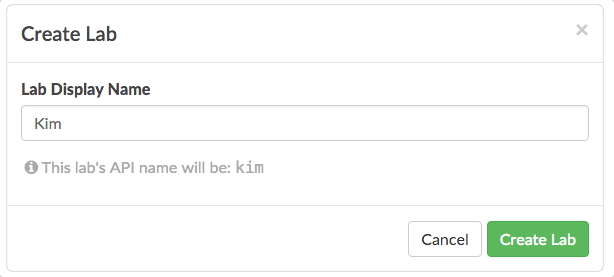 Create Lab ×
Lab Display Name
Kim
This lab's API name will be: kim
Cancel Create Lab